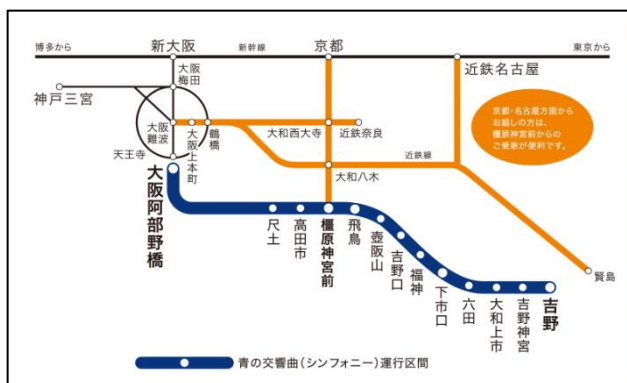 博多から
新大阪
新幹線
京都
東京から
近鉄名古屋
大阪
梅田
神戸三宮
大阪
難波
鶴橋
大阪上本町
天王寺
大和西大寺
近鉄奈良
京都・名古屋方面から
お越しの方は、
橿原神宮前からの
ご乗車が便利です。
近鉄線
大和八木
大阪阿部野橋
尺土
高田市
橿原神宮前
飛鳥
壺阪山
吉野口
福神
下市口
六田
大和上市
吉野神宮
吉野
賢島
青の交響曲(シンフォニー)運行区間